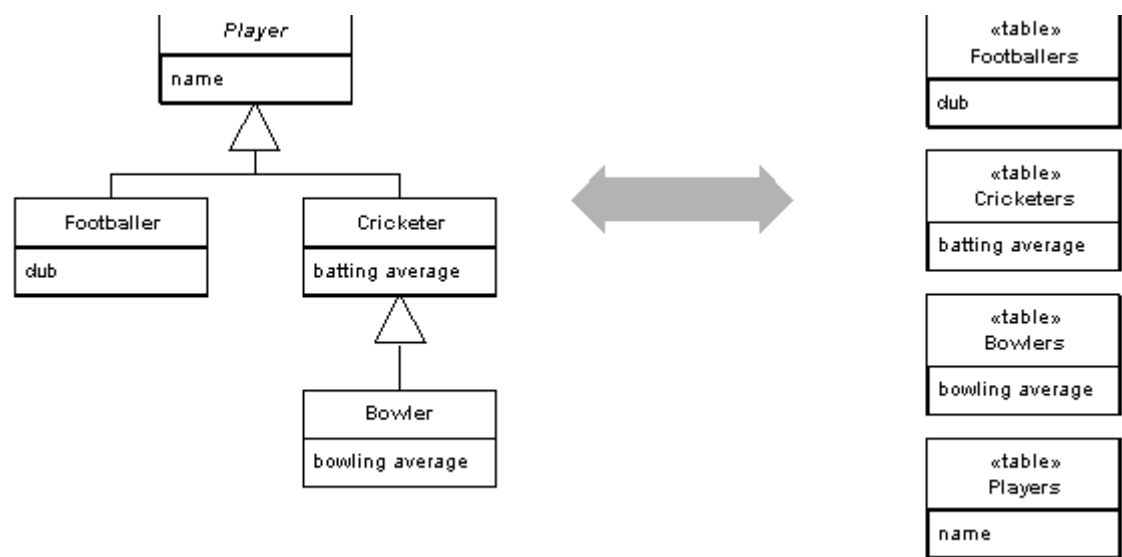 Player
name
Footballer
club
Cricketer
batting average
Bowler
bowling average
«table»
Footballers
club
«table»
Cricketers
batting average
«table»
Bowlers
bowling average
«table»
Players
name